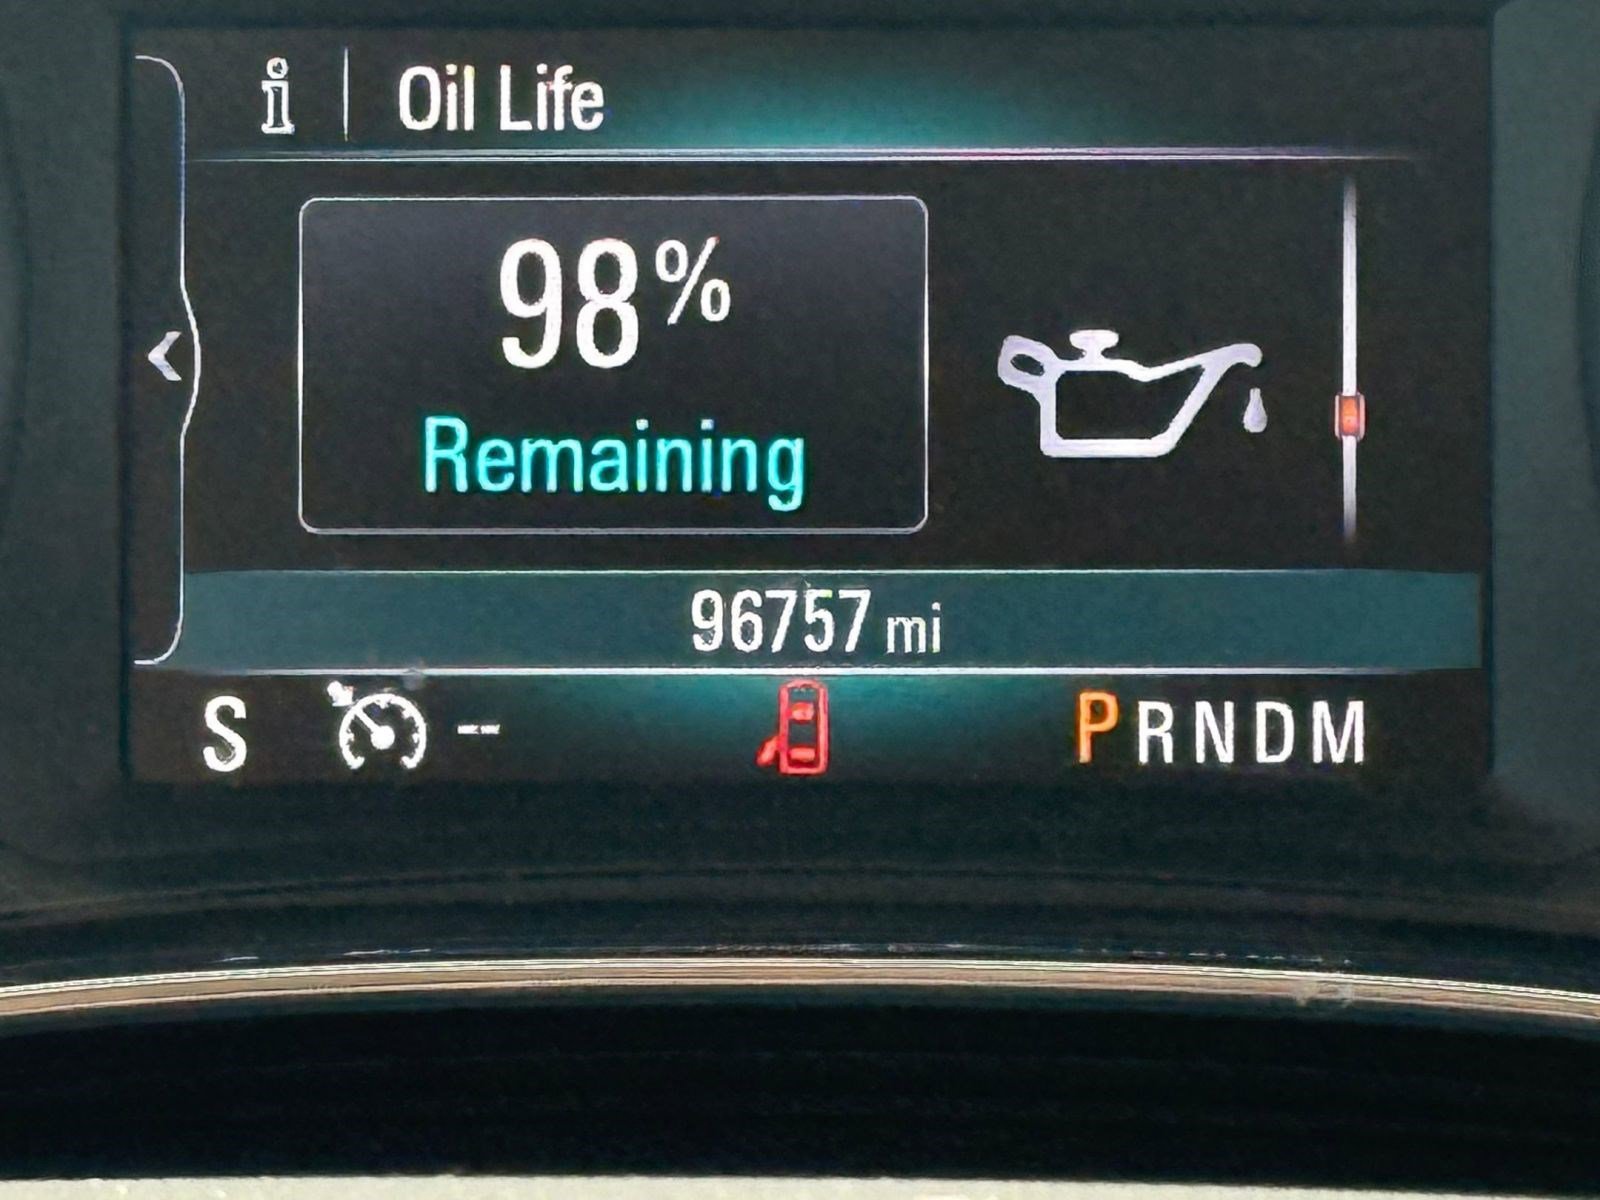 i Oil Life
98%
Remaining
96757 mi
S -- PRNDM